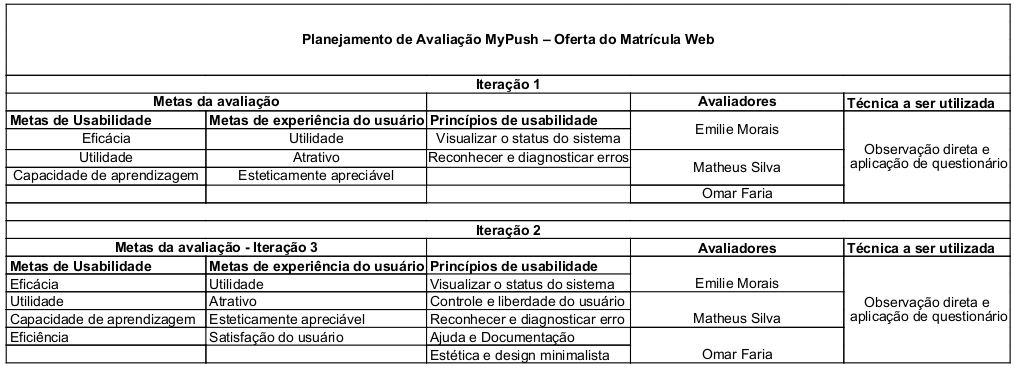 Planejamento de Avaliação MyPush – Oferta do Matrícula Web
Iteração 1
Metas da avaliação Avaliadores Técnica a ser utilizada
Metas de Usabilidade Metas de experiência do usuário Princípios de usabilidade
Emilie Morais
Eficácia Utilidade Visualizar o status do sistema
Utilidade Atrativo Reconhecer e diagnosticar erros
Matheus Silva
Observação direta e
aplicação de questionário
Capacidade de aprendizagem Esteticamente apreciável
Omar Faria
Iteração 2
Metas da avaliação - Iteração 3 Avaliadores Técnica a ser utilizada
Metas de Usabilidade Metas de experiência do usuário Princípios de usabilidade
Emilie Morais
Eficácia Utilidade Visualizar o status do sistema
Utilidade Atrativo Controle e liberdade do usuário
Matheus Silva
Observação direta e
aplicação de questionário
Capacidade de aprendizagem Esteticamente apreciável Reconhecer e diagnosticar erro
Eficiência Satisfação do usuário Ajuda e Documentação
Estética e design minimalista
Omar Faria